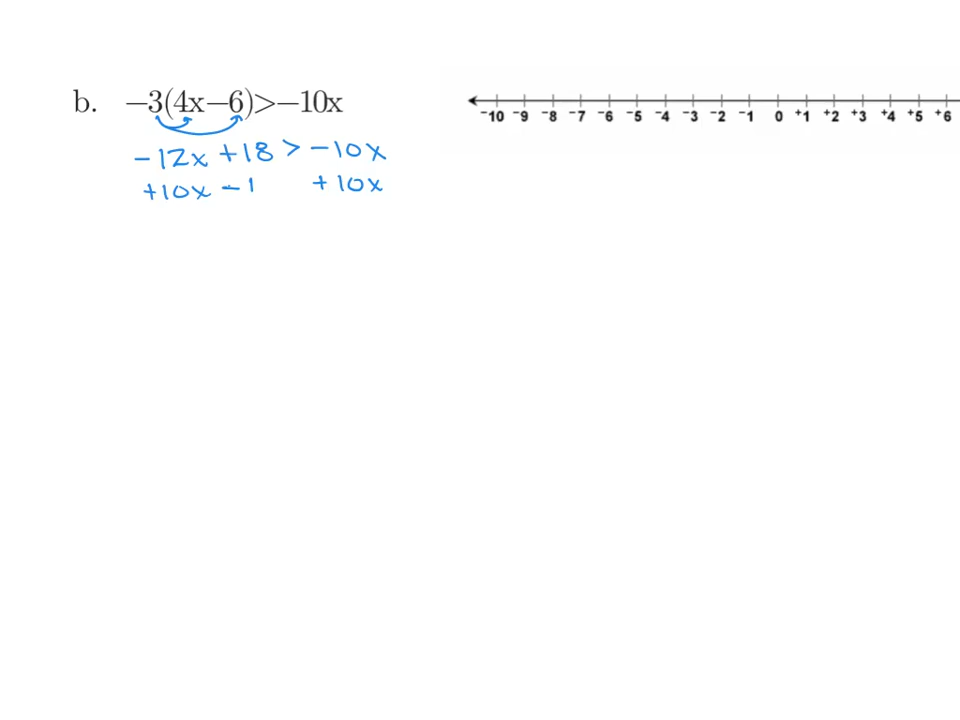 b. −3(4x−6)>−10x
-12x +18 > -10x
+10x -1 +10x
⁻10 ⁻9 ⁻8 ⁻7 ⁻6 ⁻5 ⁻4 ⁻3 ⁻2 ⁻1 0 ⁺1 ⁺2 ⁺3 ⁺4 ⁺5 ⁺6